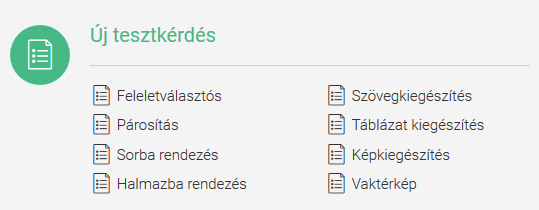 Új tesztkérdés
Feleletválasztós
Párosítás
Sorba rendezés
Halmazba rendezés
Szövegkiegészítés
Táblázat kiegészítés
Képkiegészítés
Vaktérkép